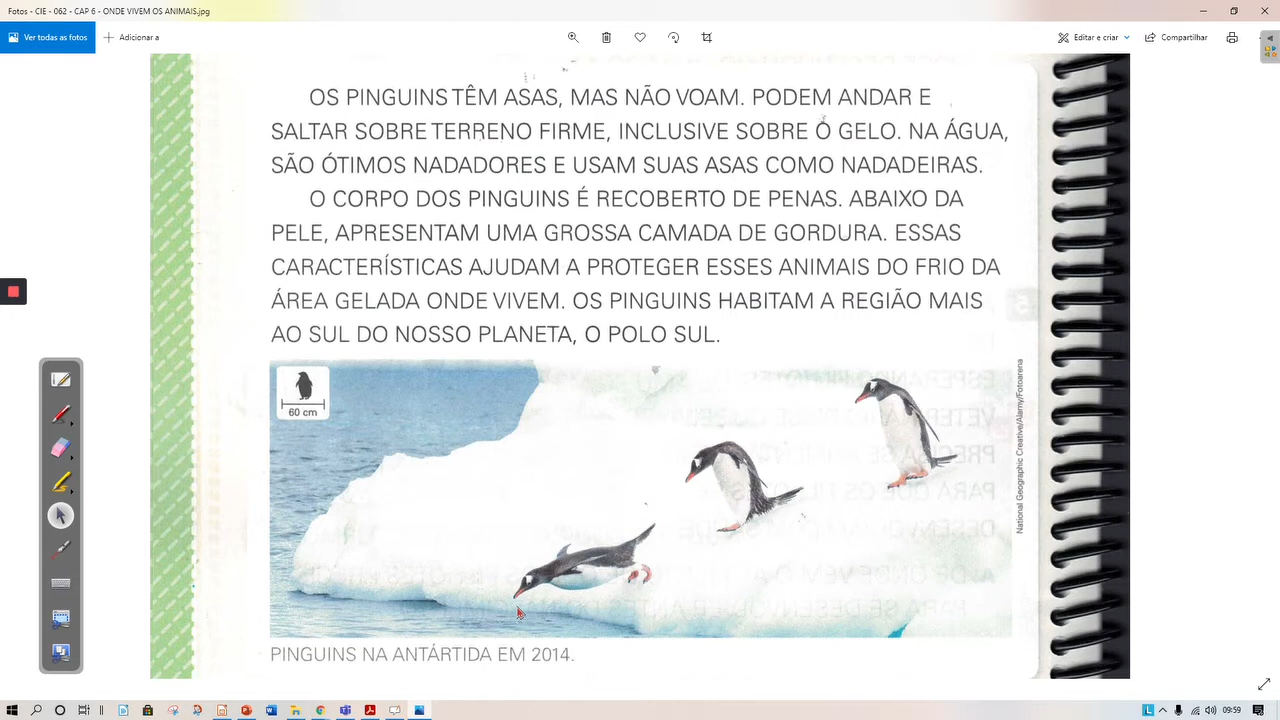 Fotos - CIE - 062 - CAP 6 - ONDE VIVEM OS ANIMAIS.jpg
Ver todas as fotos
Adicionar a
Editar e criar
Compartilhar
OS PINGUINS TÊM ASAS, MAS NÃO VOAM. PODEM ANDAR E
SALTAR SOBRE TERRENO FIRME, INCLUSIVE SOBRE O GELO. NA ÁGUA,
SÃO ÓTIMOS NADADORES E USAM SUAS ASAS COMO NADADEIRAS.
O CORPO DOS PINGUINS É RECOBERTO DE PENAS. ABAIXO DA
PELE, APRESENTAM UMA GROSSA CAMADA DE GORDURA. ESSAS
CARACTERÍSTICAS AJUDAM A PROTEGER ESSES ANIMAIS DO FRIO DA
ÁREA GELADA ONDE VIVEM. OS PINGUINS HABITAM A REGIÃO MAIS
AO SUL DO NOSSO PLANETA, O POLO SUL.
60 cm
National Geographic Creative/Alamy/Fotoarena
PINGUINS NA ANTÁRTIDA EM 2014.
09:59